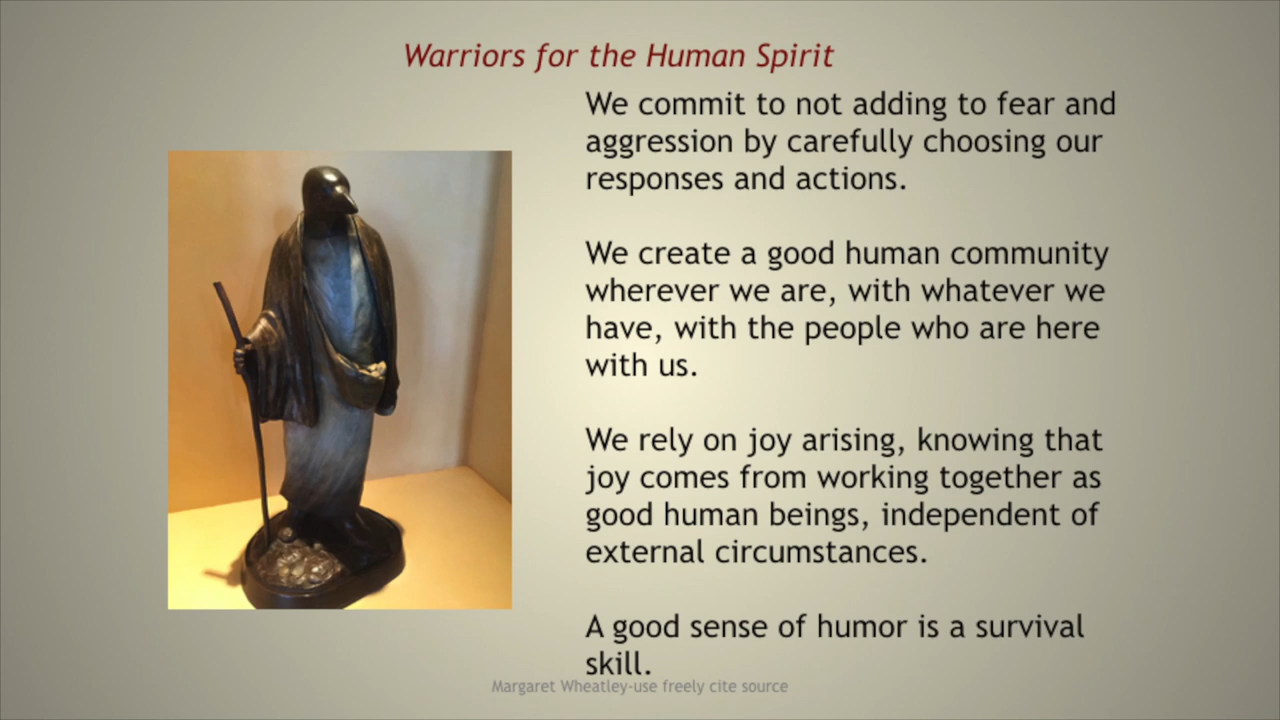 Warriors for the Human Spirit
We commit to not adding to fear and
aggression by carefully choosing our
responses and actions.
We create a good human community
wherever we are, with whatever we
have, with the people who are here
with us.
We rely on joy arising, knowing that
joy comes from working together as
good human beings, independent of
external circumstances.
A good sense of humor is a survival
skill.
Margaret Wheatley-use freely cite source